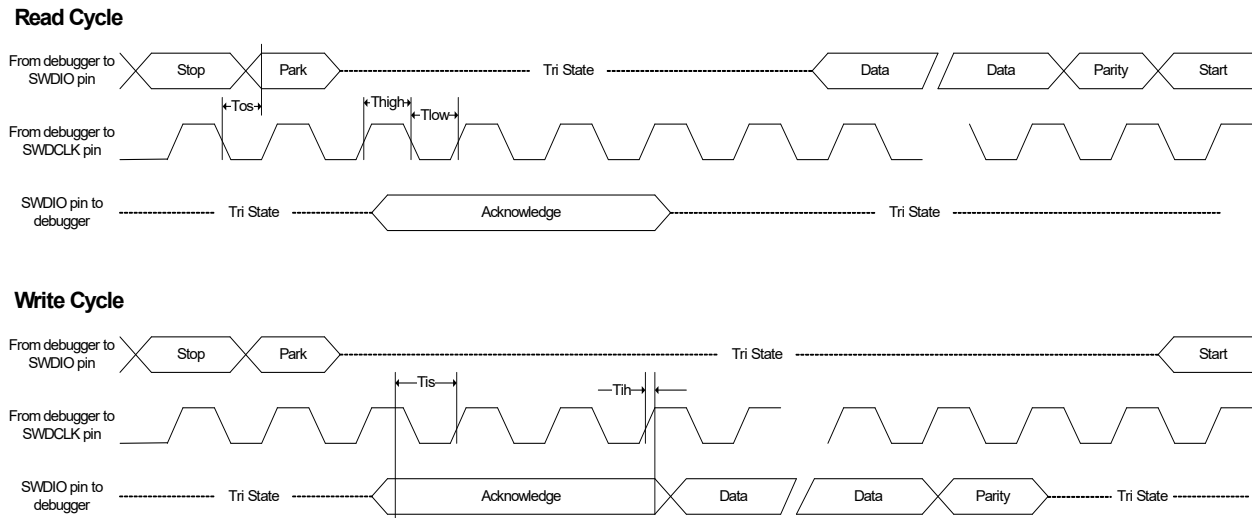 Read Cycle
From debugger to
SWDIO pin
Stop Park Tri State Data Data Parity Start
Tos Thigh Tlow
From debugger to
SWDCLK pin
SWDIO pin to
debugger
Tri State Acknowledge Tri State
Write Cycle
From debugger to
SWDIO pin
Stop Park Tri State Start
Tis Tih
From debugger to
SWDCLK pin
SWDIO pin to
debugger
Tri State Acknowledge Data Data Parity Tri State